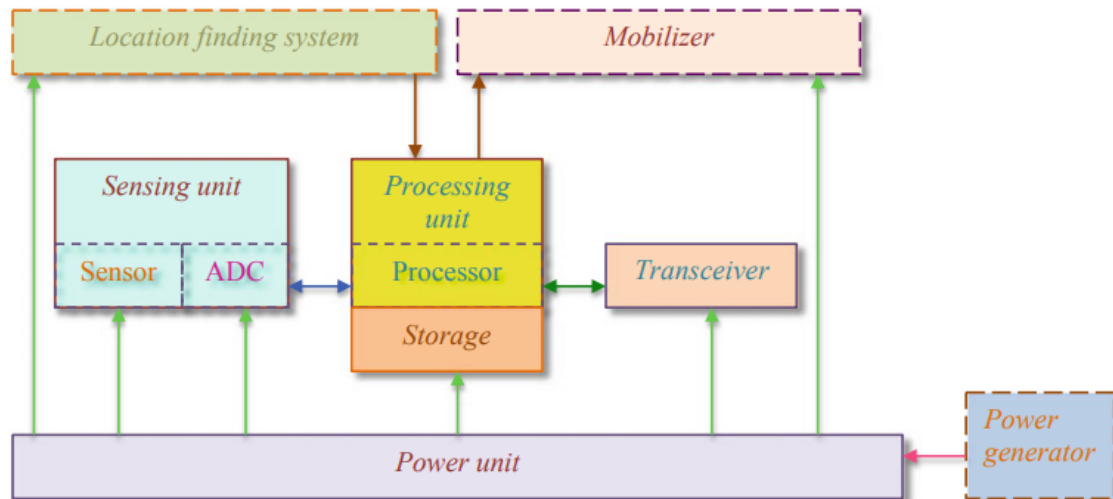 Location finding system
Mobilizer
Sensing unit
Processing
unit
Sensor
ADC
Processor
Transceiver
Storage
Power
generator
Power unit